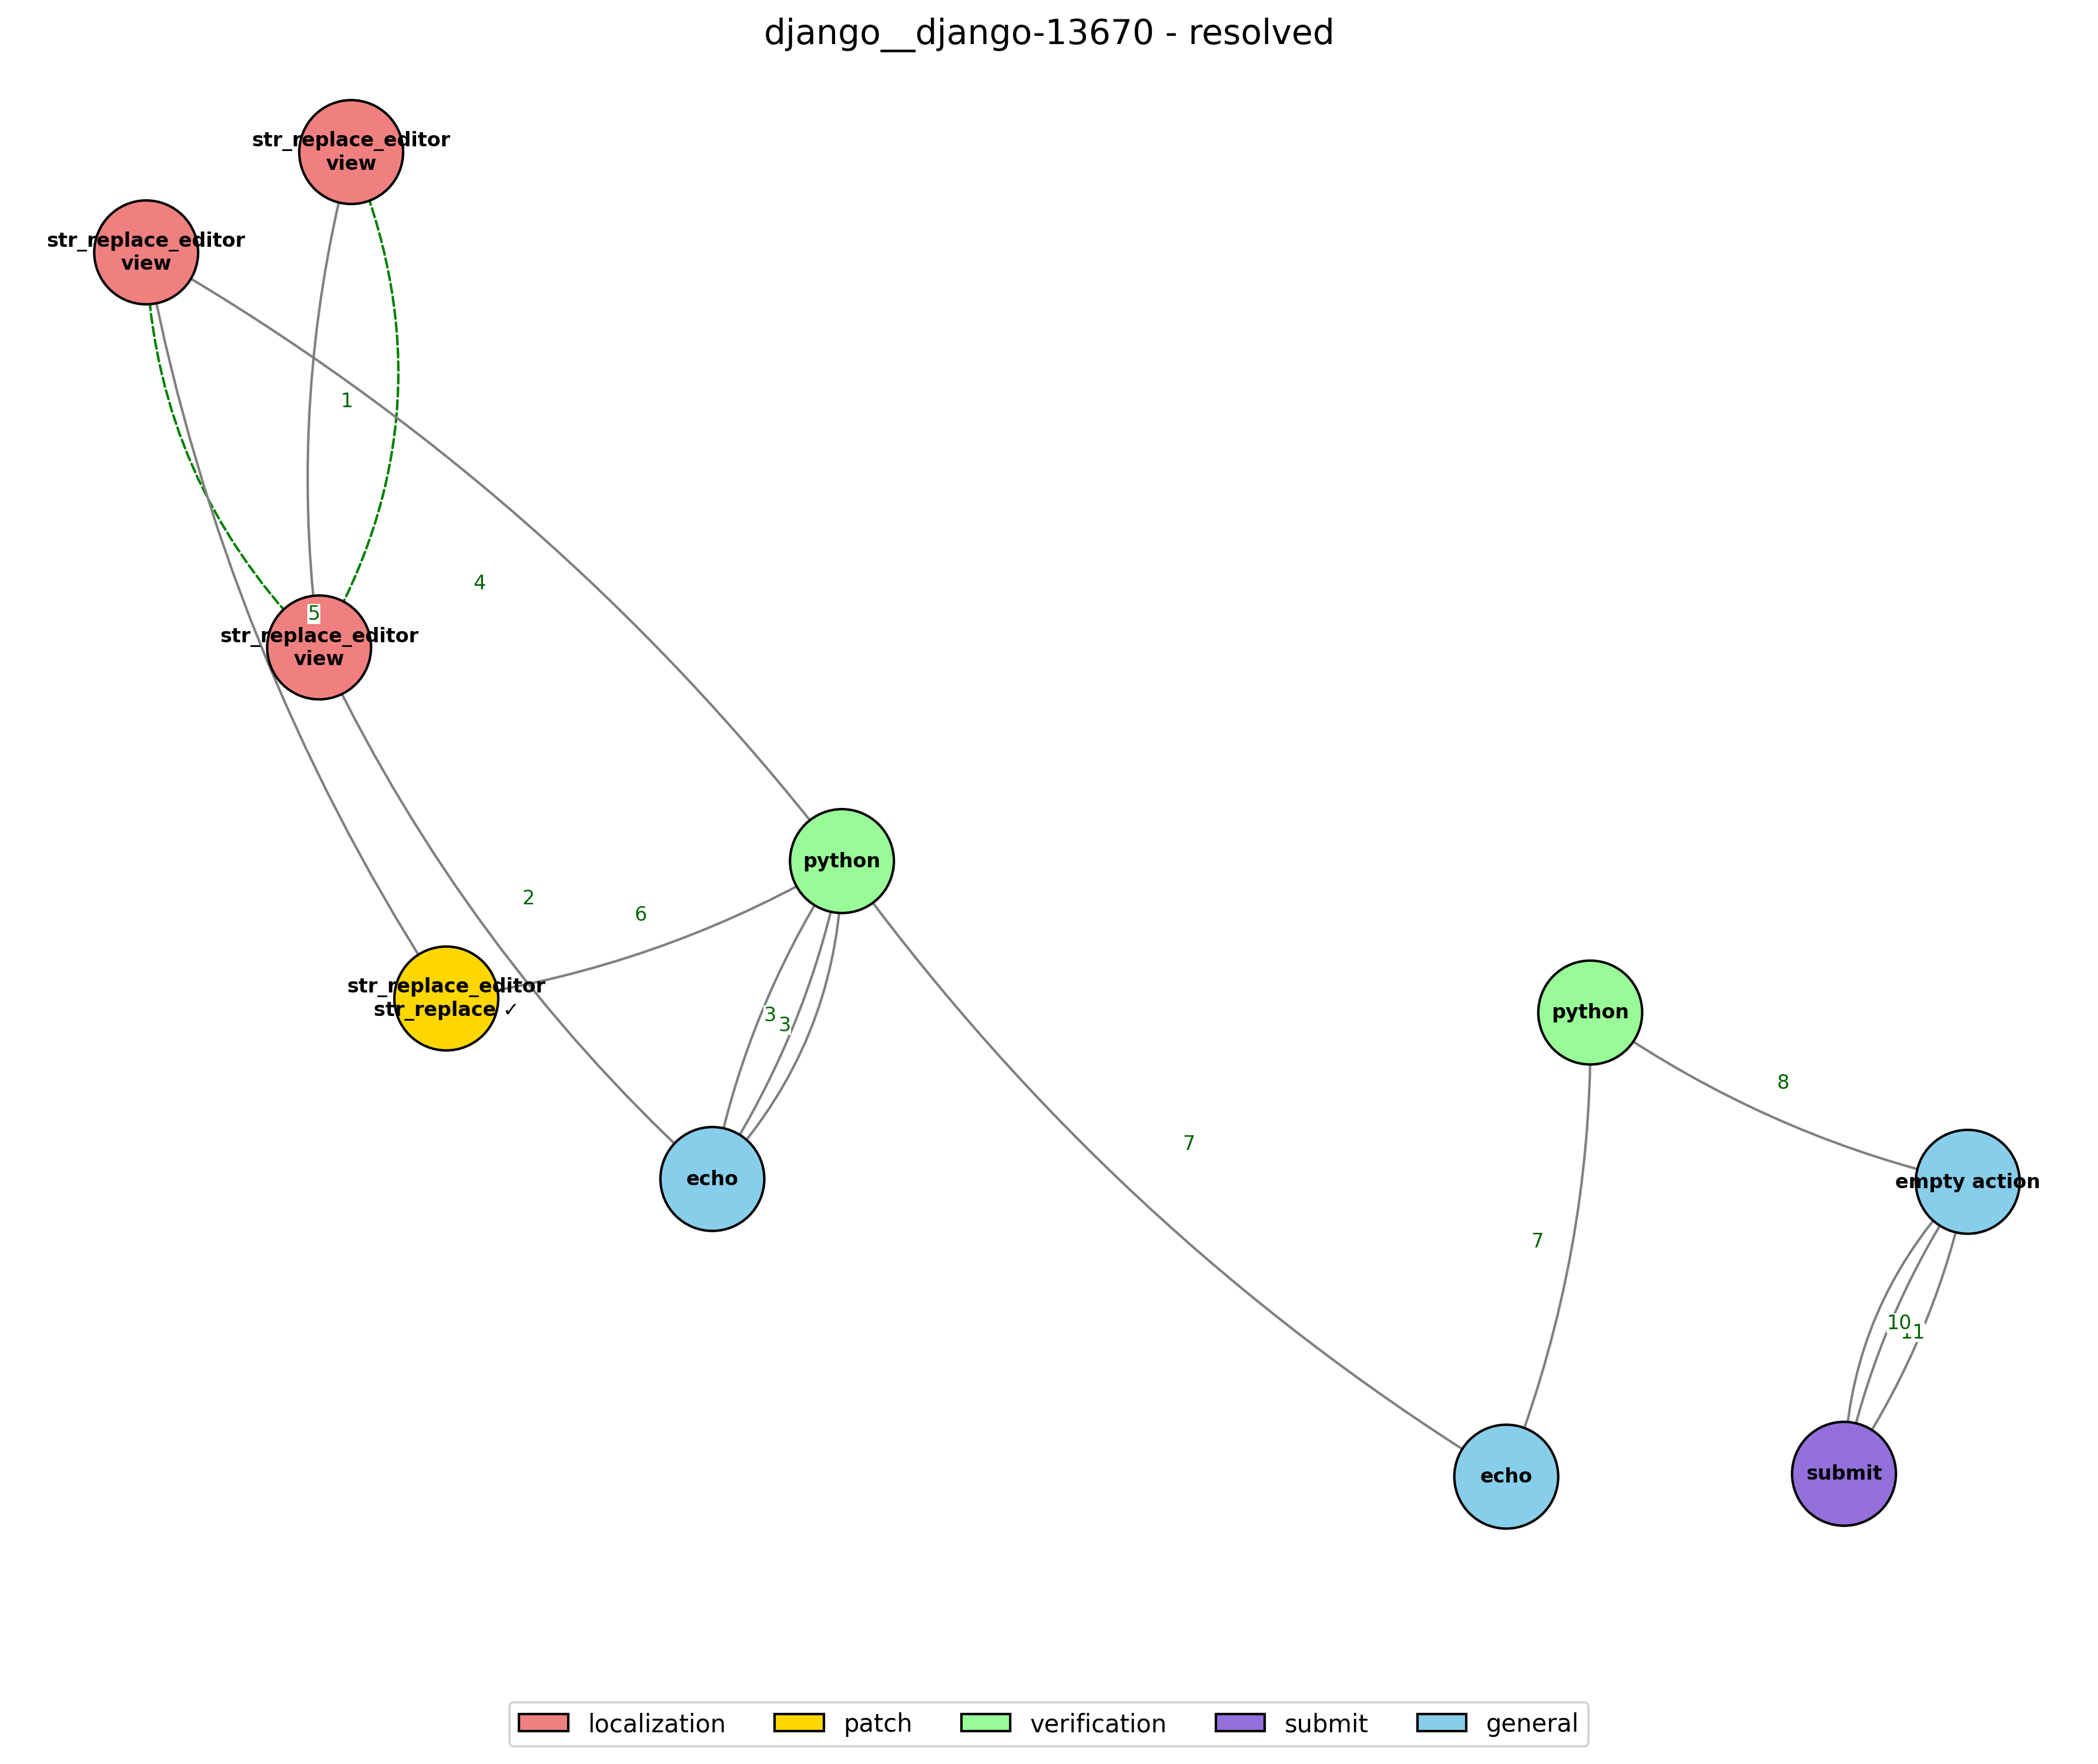 django__django-13670 - resolved
str_replace_editor
view
str_replace_editor
view
1
4
5
str_replace_editor
view
python
2
6
str_replace_editor
str_replace ✓
3
3
python
8
7
echo
empty action
7
10
11
submit
echo
localization
patch
verification
submit
general